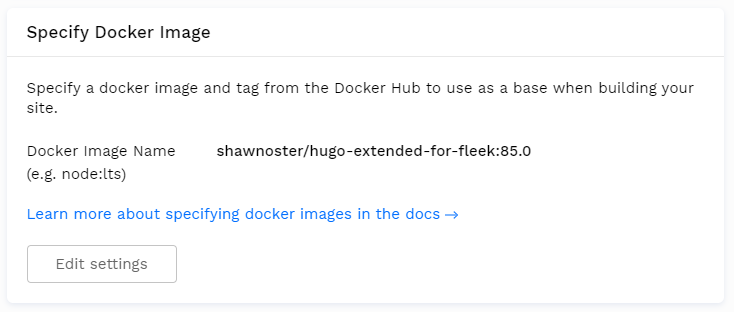 Specify Docker Image
Specify a docker image and tag from the Docker Hub to use as a base when building your
site.
Docker Image Name shawnoster/hugo-extended-for-fleek:85.0
(e.g. node:lts)
Learn more about specifying docker images in the docs →
Edit settings